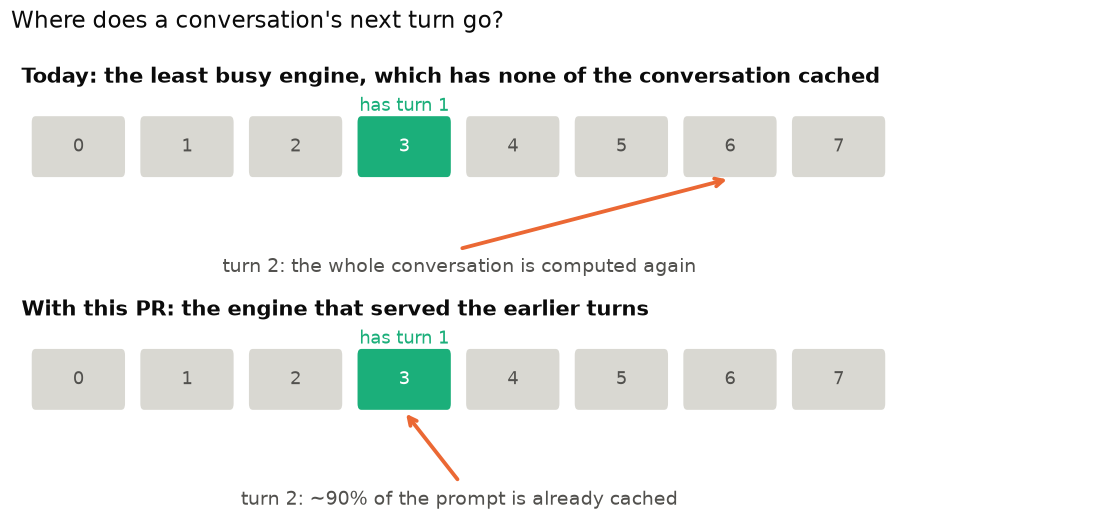 Where does a conversation's next turn go?
Today: the least busy engine, which has none of the conversation cached
has turn 1
0 1 2 3 4 5 6 7
turn 2: the whole conversation is computed again
With this PR: the engine that served the earlier turns
has turn 1
0 1 2 3 4 5 6 7
turn 2: ~90% of the prompt is already cached